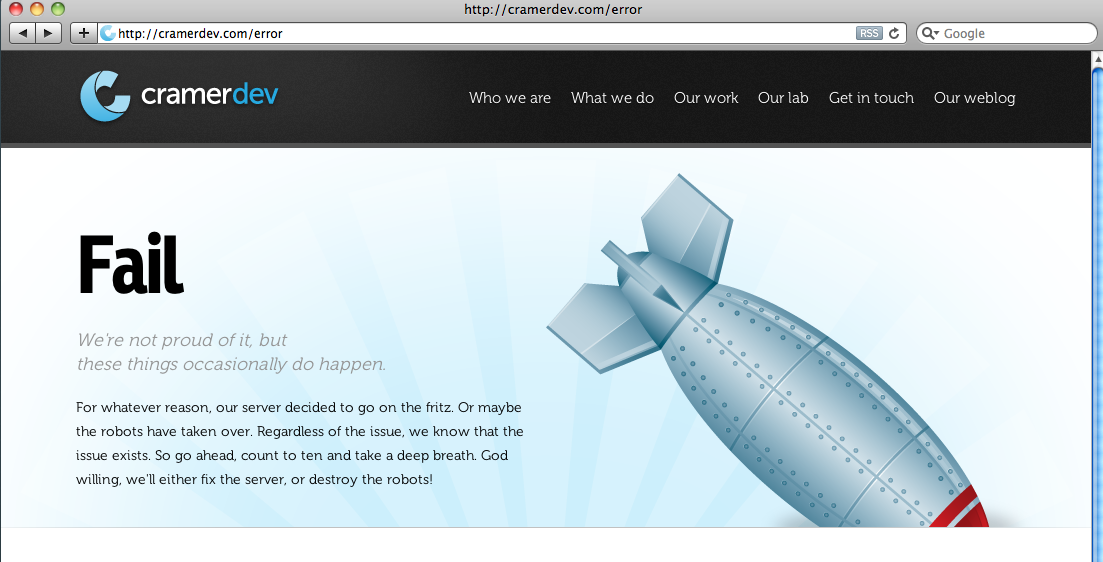 http://cramerdev.com/error
http://cramerdev.com/error
RSS
Google
cramerdev
Who we are
What we do
Our work
Our lab
Get in touch
Our weblog
Fail
We're not proud of it, but
these things occasionally do happen.
For whatever reason, our server decided to go on the fritz. Or maybe
the robots have taken over. Regardless of the issue, we know that the
issue exists. So go ahead, count to ten and take a deep breath. God
willing, we'll either fix the server, or destroy the robots!